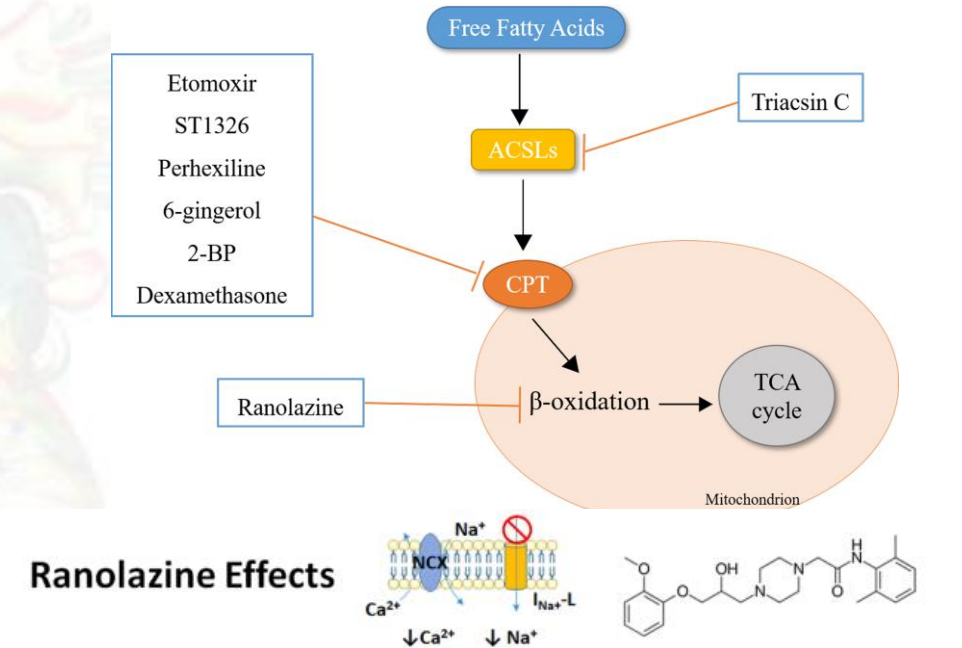 Free Fatty Acids
Etomoxir
ST1326
Perhexiline
6-gingerol
2-BP
Dexamethasone
Triacsin C
ACSLs
CPT
Ranolazine
β-oxidation
TCA
cycle
Mitochondrion
Ranolazine Effects
Na⁺
NCX
Ca²⁺
I_Na+-L
↓Ca²⁺ ↓ Na⁺
O
O
OH
N
N
O
H
N